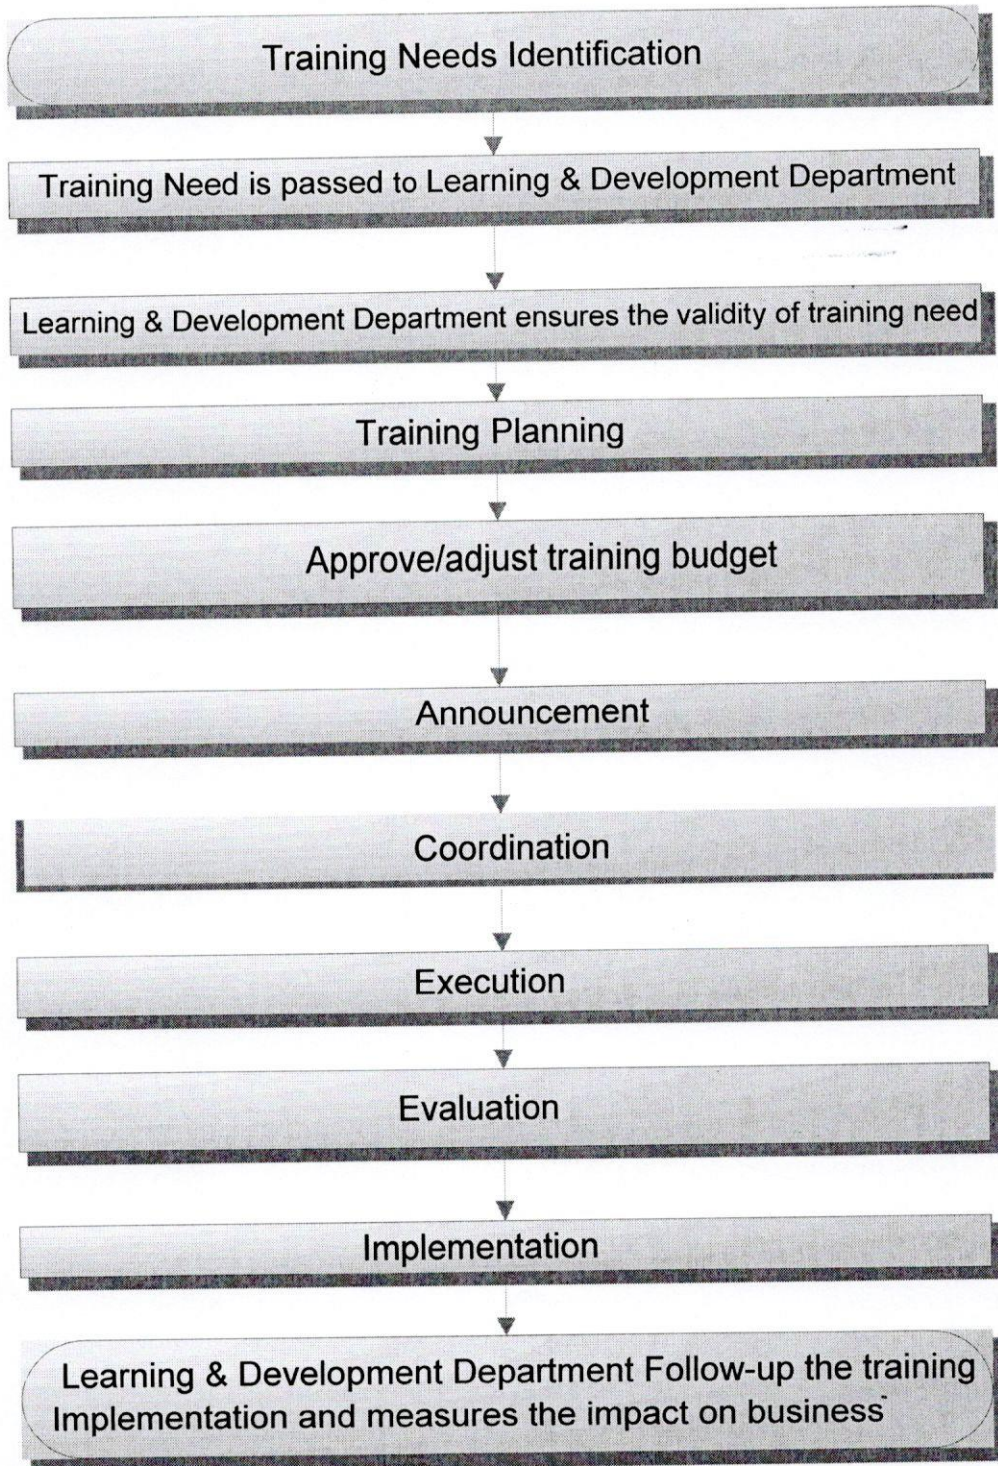 Training Needs Identification
Training Need is passed to Learning & Development Department
Learning & Development Department ensures the validity of training need
Training Planning
Approve/adjust training budget
Announcement
Coordination
Execution
Evaluation
Implementation
Learning & Development Department Follow-up the training
Implementation and measures the impact on business